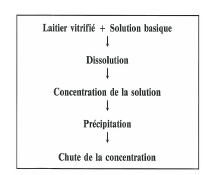 Laitier vitrifié + Solution basique
↓
Dissolution
↓
Concentration de la solution
↓
Précipitation
↓
Chute de la concentration